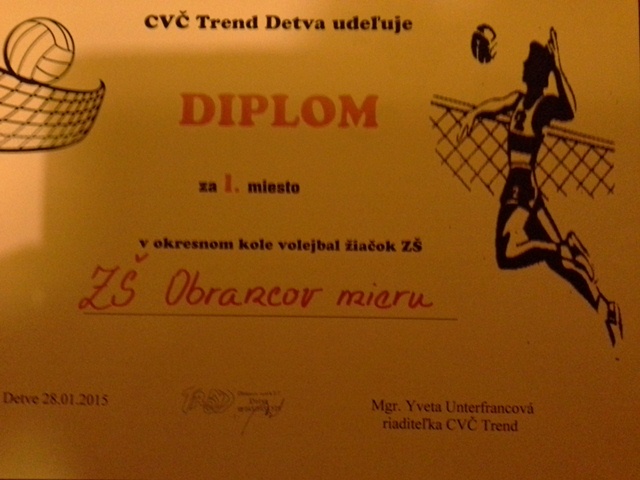 CVČ Trend Detva udeľuje
DIPLOM
za I. miesto
v okresnom kole volejbal žiačok ZŠ
ZŠ Obrancov mieru
Detve 28.01.2015
Mgr. Yveta Unterfrancová
riaditeľka CVČ Trend